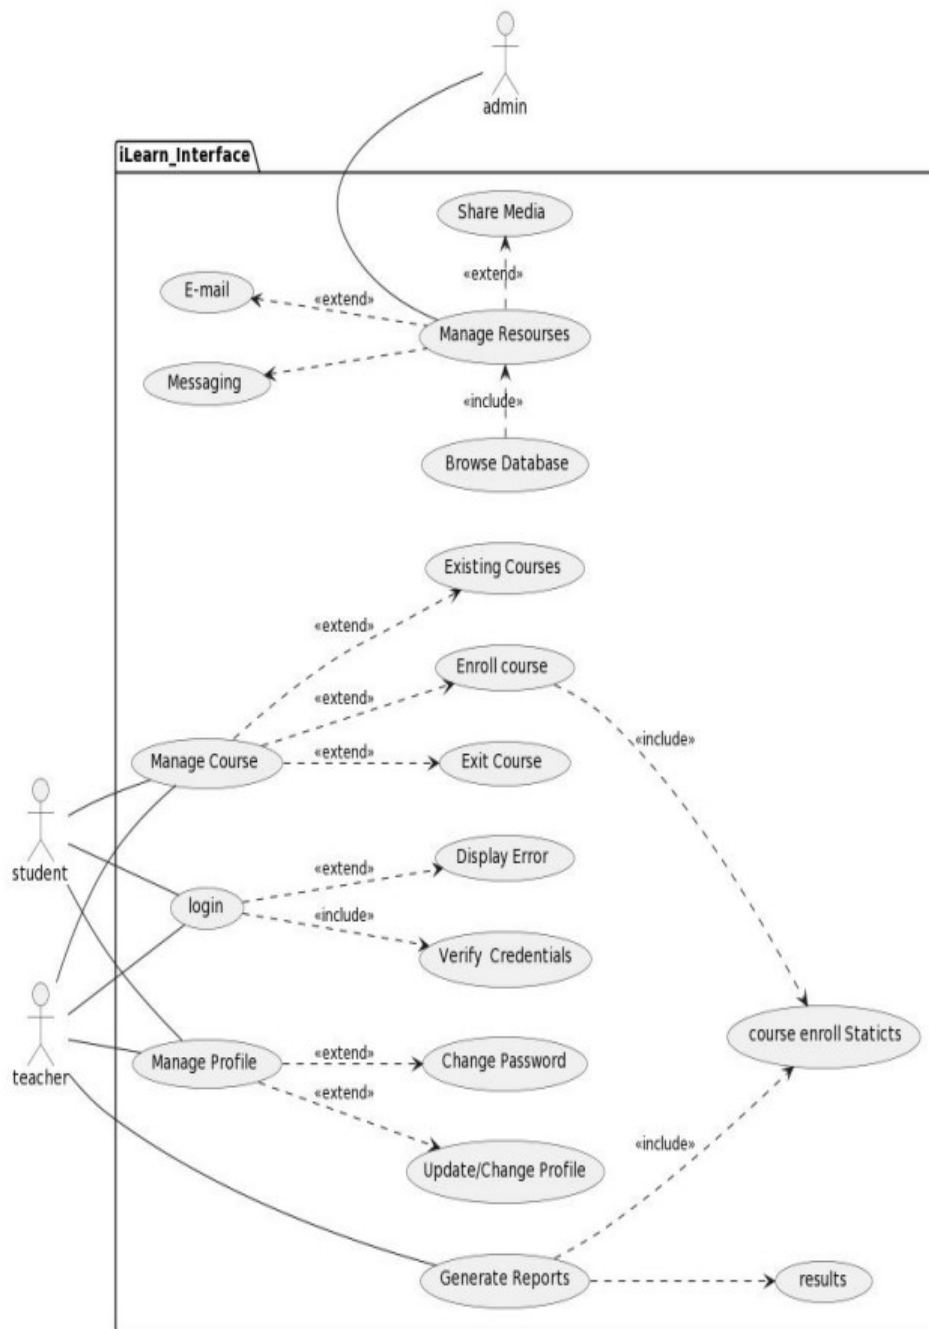 admin
iLearn_Interface
Share Media
«extend»
E-mail
«extend»
Manage Resourses
Messaging
«include»
Browse Database
Existing Courses
«extend»
Enroll course
«extend»
«include»
Manage Course
«extend»
Exit Course
student
Display Error
«extend»
login
«include»
Verify Credentials
course enroll Staticts
teacher
Manage Profile
«extend»
Change Password
«extend»
Update/Change Profile
«include»
Generate Reports
results